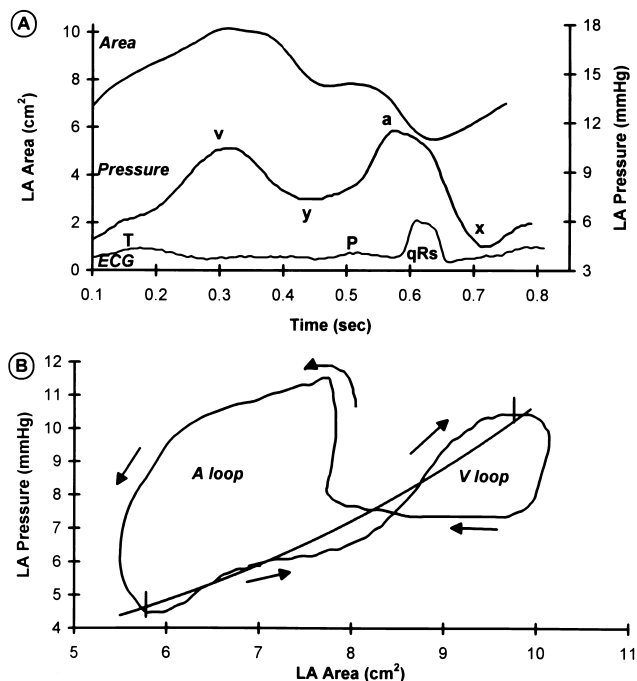 A
10
8
6
4
2
0
LA Area (cm²)
18
15
12
9
6
3
LA Pressure (mmHg)
Area
Pressure
v
y
a
x
T
ECG
P
qRs
0.1 0.2 0.3 0.4 0.5 0.6 0.7 0.8
Time (sec)
B
12
11
10
9
8
7
6
5
4
LA Pressure (mmHg)
A loop
V loop
5 6 7 8 9 10 11
LA Area (cm²)